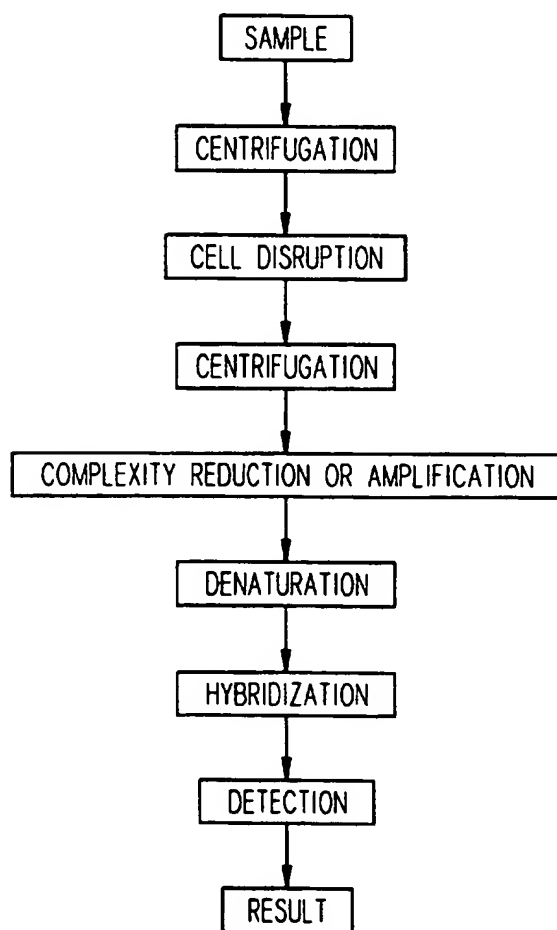 SAMPLE
CENTRIFUGATION
CELL DISRUPTION
CENTRIFUGATION
COMPLEXITY REDUCTION OR AMPLIFICATION
DENATURATION
HYBRIDIZATION
DETECTION
RESULT